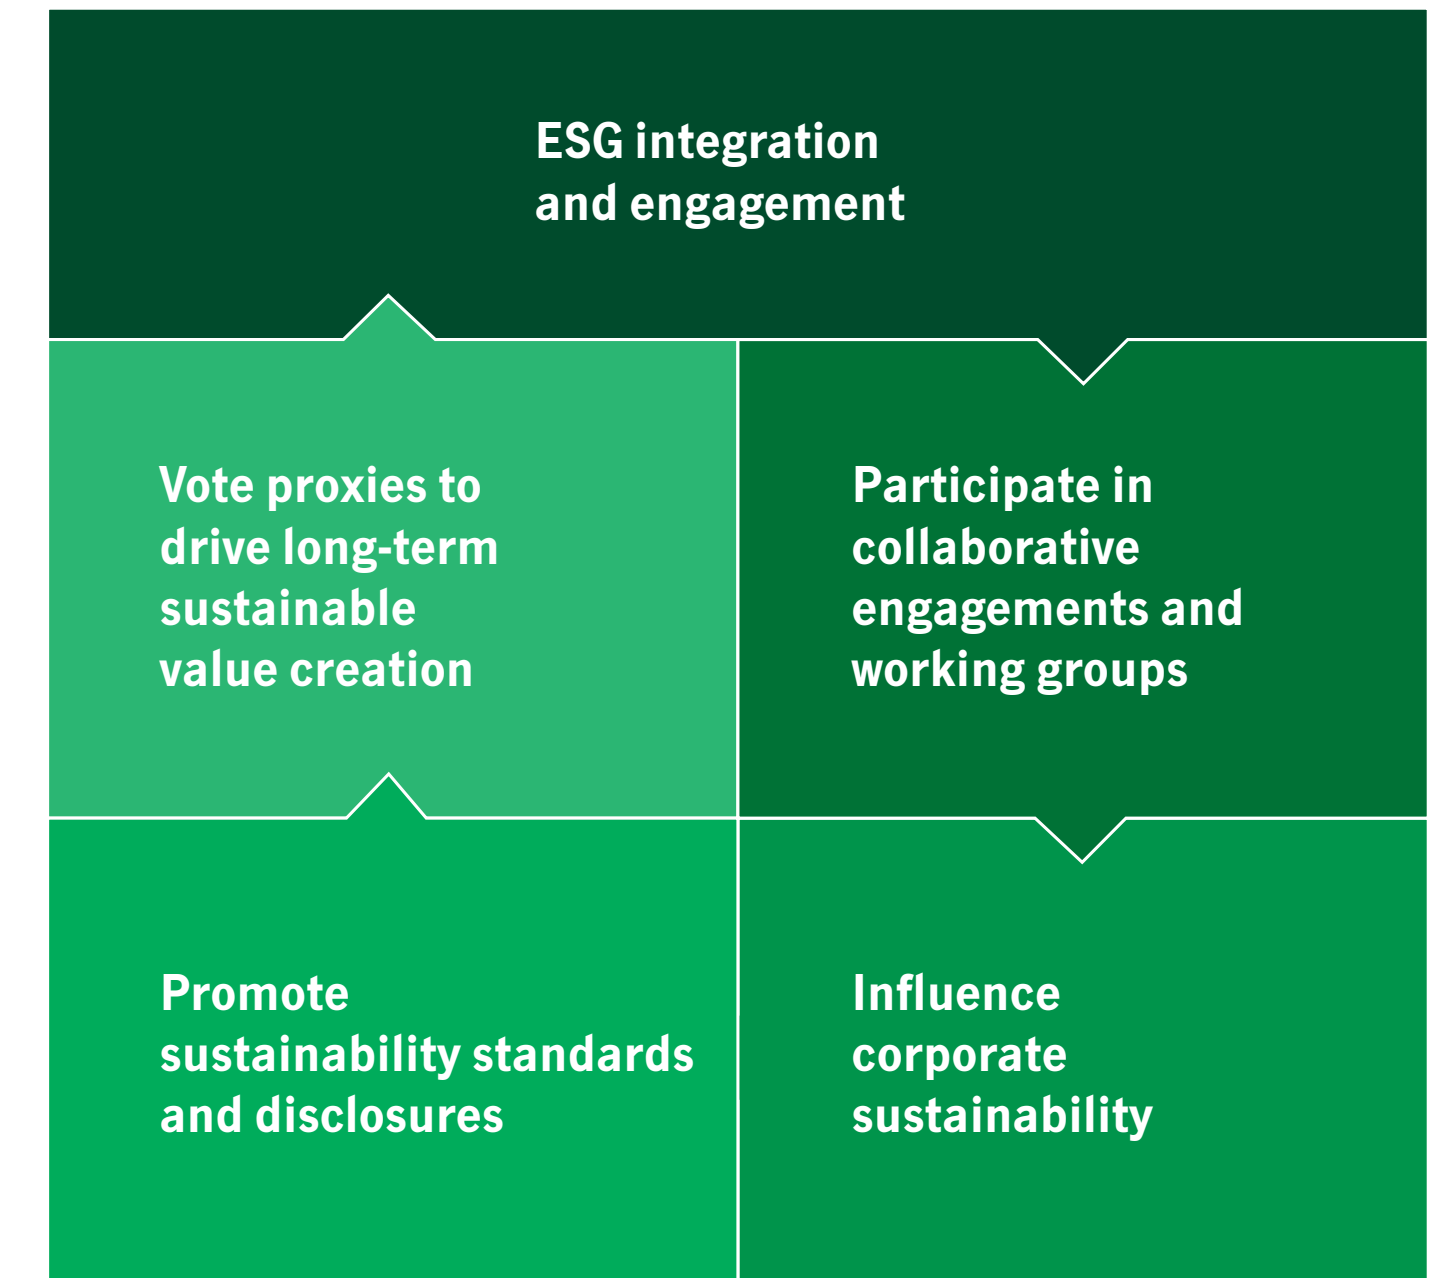 ESG integration
and engagement
Vote proxies to
drive long-term
sustainable
value creation
Participate in
collaborative
engagements and
working groups
Promote
sustainability standards
and disclosures
Influence
corporate
sustainability